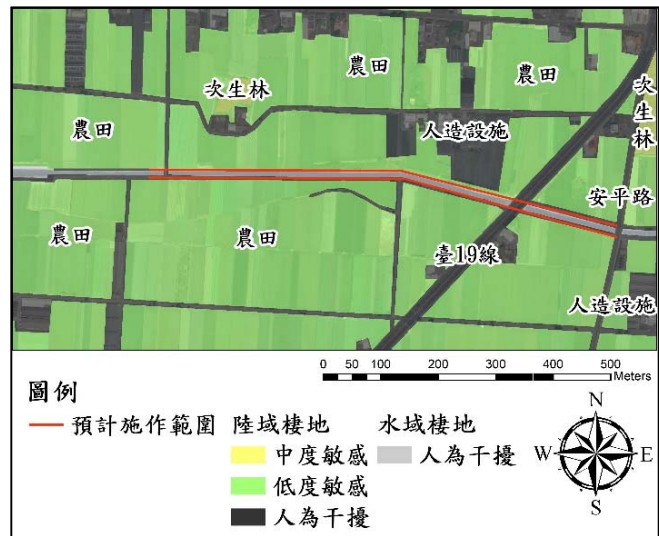 農田
農田
次生林
次生林
農田
人造設施
安平路
農田
農田
臺19線
人造設施
0 50 100 200 300 400 500
Meters
圖例
預計施作範圍
陸域棲地
中度敏感
低度敏感
人為干擾
水域棲地
人為干擾
N
W
E
S